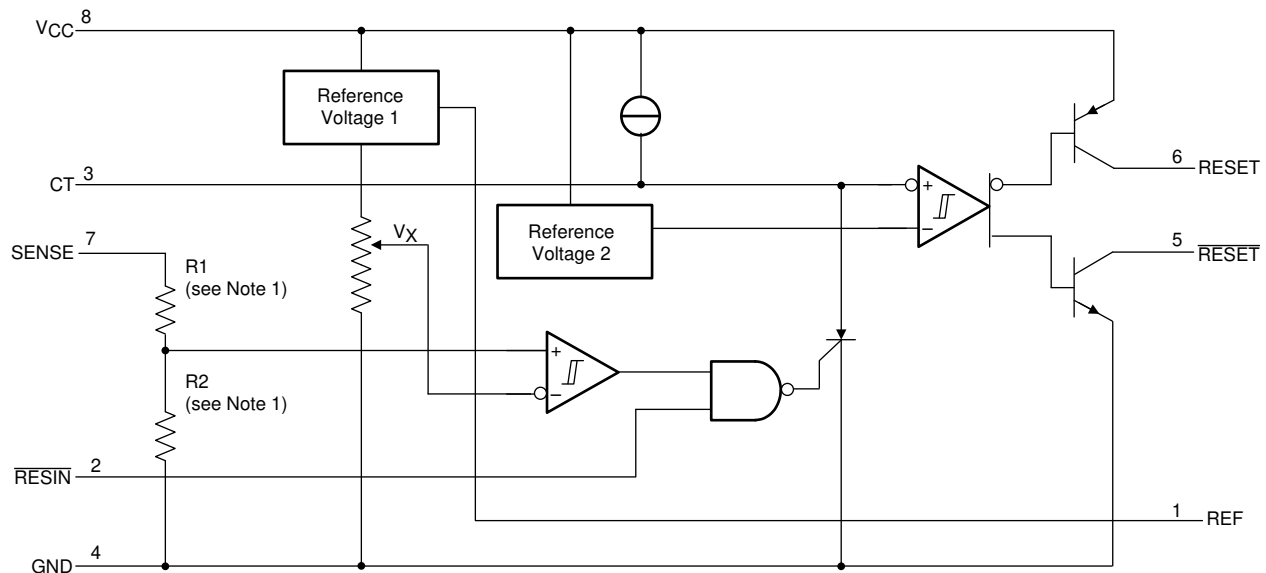 VCC 8
Reference
Voltage 1
CT 3
6 RESET
+
−
SENSE 7
VX
Reference
Voltage 2
5 RESET
R1
(see Note 1)
+
−
R2
(see Note 1)
RESIN 2
1 REF
GND 4